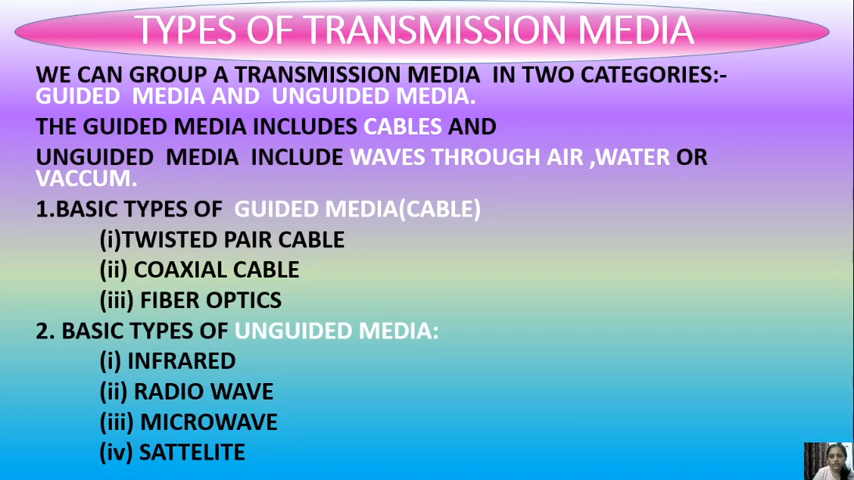 TYPES OF TRANSMISSION MEDIA
WE CAN GROUP A TRANSMISSION MEDIA IN TWO CATEGORIES:-
GUIDED MEDIA AND UNGUIDED MEDIA.
THE GUIDED MEDIA INCLUDES CABLES AND
UNGUIDED MEDIA INCLUDE WAVES THROUGH AIR ,WATER OR
VACCUM.
1.BASIC TYPES OF GUIDED MEDIA(CABLE)
(i)TWISTED PAIR CABLE
(ii) COAXIAL CABLE
(iii) FIBER OPTICS
2. BASIC TYPES OF UNGUIDED MEDIA:
(i) INFRARED
(ii) RADIO WAVE
(iii) MICROWAVE
(iv) SATTELITE